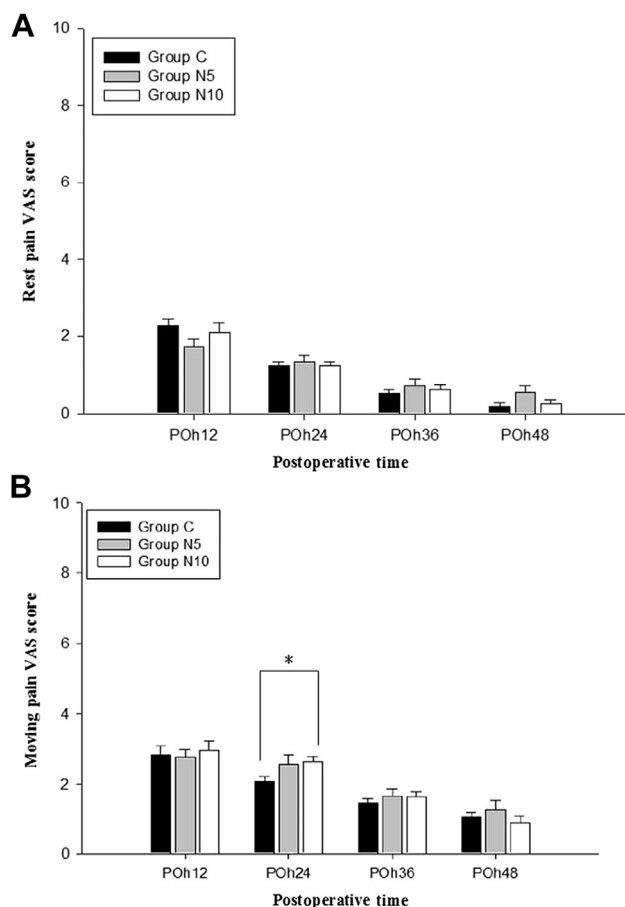 A
10
8
6
4
2
0
Group C
Group N5
Group N10
Rest pain VAS score
POh12 POh24 POh36 POh48
Postoperative time
B
10
8
6
4
2
0
Group C
Group N5
Group N10
*
Moving pain VAS score
POh12 POh24 POh36 POh48
Postoperative time